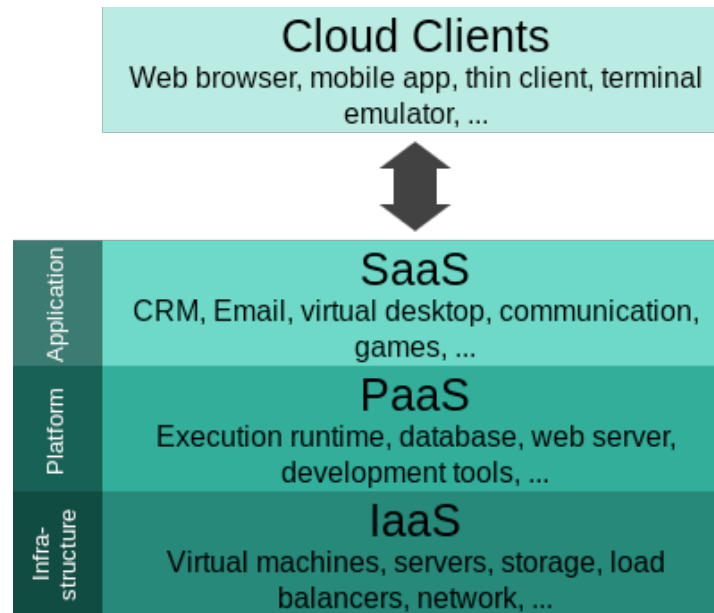 Cloud Clients
Web browser, mobile app, thin client, terminal
emulator, ...
Application
SaaS
CRM, Email, virtual desktop, communication,
games, ...
Platform
PaaS
Execution runtime, database, web server,
development tools, ...
Infra-
structure
IaaS
Virtual machines, servers, storage, load
balancers, network, ...